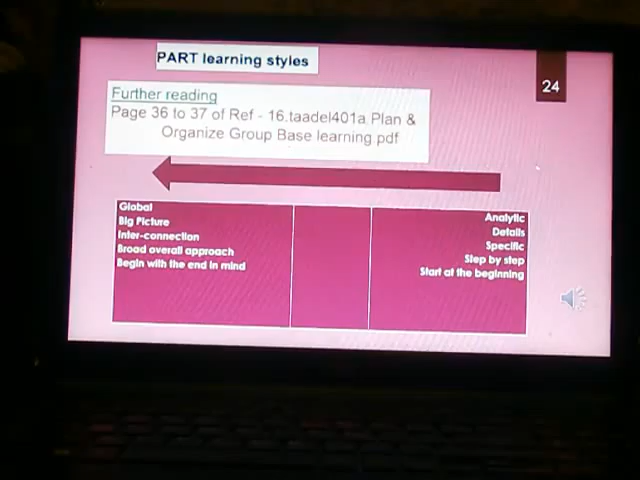 PART learning styles
24
Further reading
Page 36 to 37 of Ref - 16.taadel401a Plan &
Organize Group Base learning pdf
Global
Big Picture
Inter-connection
Broad overall approach
Begin with the end in mind
Analytic
Details
Specific
Step by step
Start at the beginning